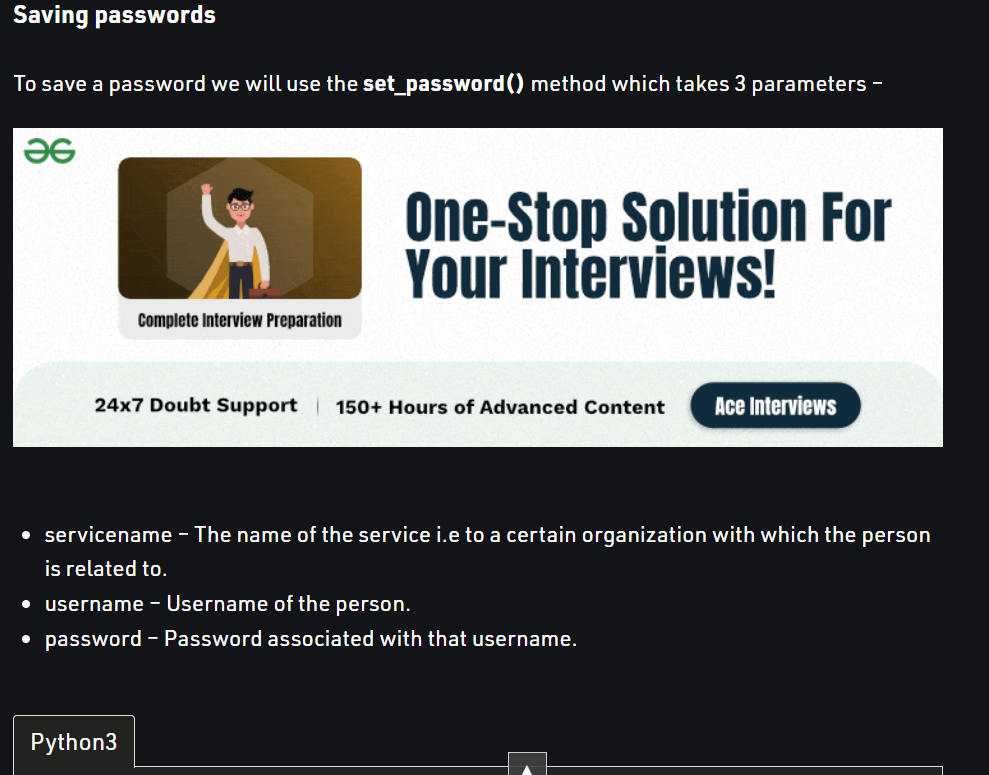 Saving passwords
To save a password we will use the set_password() method which takes 3 parameters –
One-Stop Solution For
Your Interviews!
Complete Interview Preparation
24x7 Doubt Support | 150+ Hours of Advanced Content Ace Interviews
• servicename – The name of the service i.e to a certain organization with which the person
is related to.
• username – Username of the person.
• password – Password associated with that username.
Python3